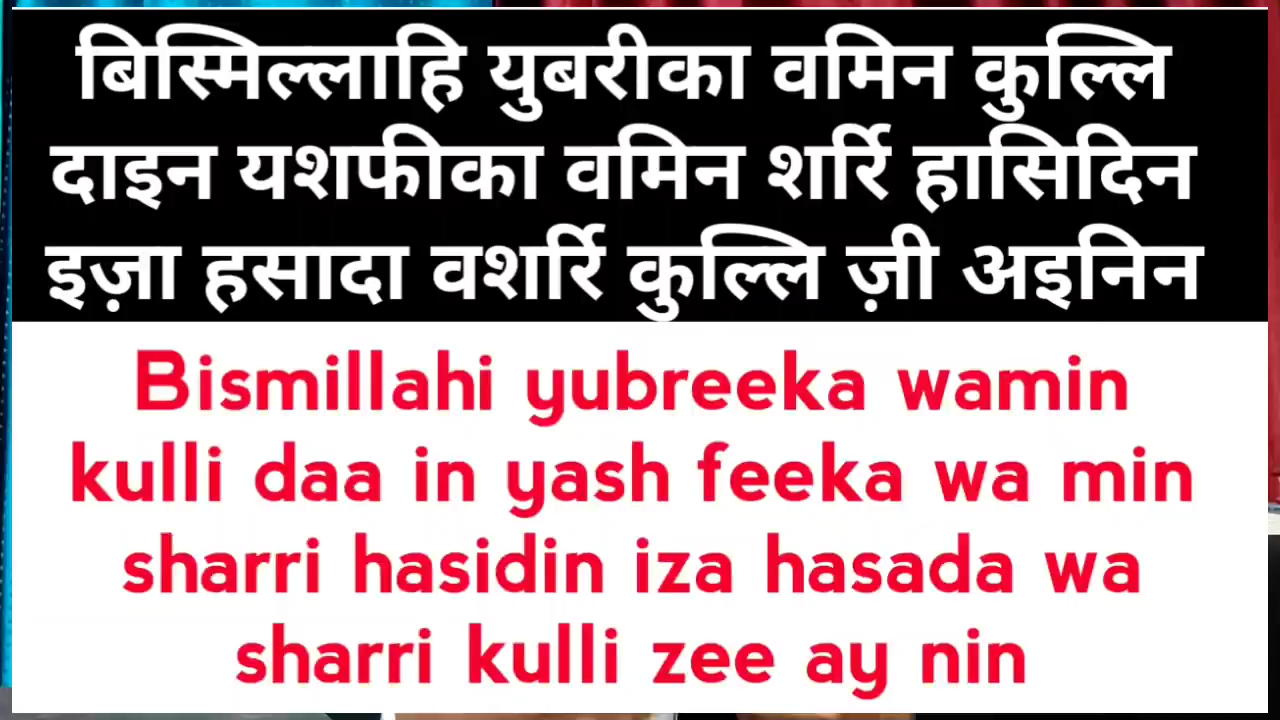 बिस्मिल्लाहि युबरीका वमिन कुल्लि
दाइन यशफीका वमिन शर्रि हासिदिन
इज़ा हसादा वशर्रि कुल्लि ज़ी अइनिन
Bismillahi yubreeka wamin
kulli daa in yash feeka wa min
sharri hasidin iza hasada wa
sharri kulli zee ay nin